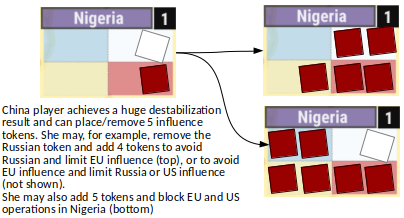 Nigeria 1
Nigeria 1
Nigeria 1
China player achieves a huge destabilization
result and can place/remove 5 influence
tokens. She may, for example, remove the
Russian token and add 4 tokens to avoid
Russian and limit EU influence (top), or to avoid
EU influence and limit Russia or US influence
(not shown).
She may also add 5 tokens and block EU and US
operations in Nigeria (bottom)